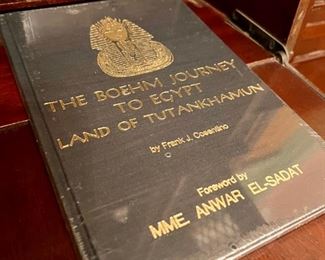 THE BOEHM JOURNEY
TO EGYPT
LAND OF TUTANKHAMUN
by Frank J. Cosentino
Foreword by
MME. ANWAR EL-SADAT